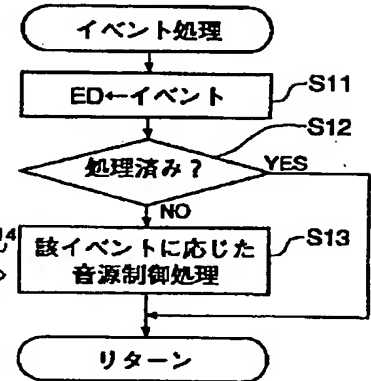 イベント処理
ED←イベント
S11
S12
処理済み?
YES
NO
14
該イベントに応じた
音源制御処理
S13
リターン